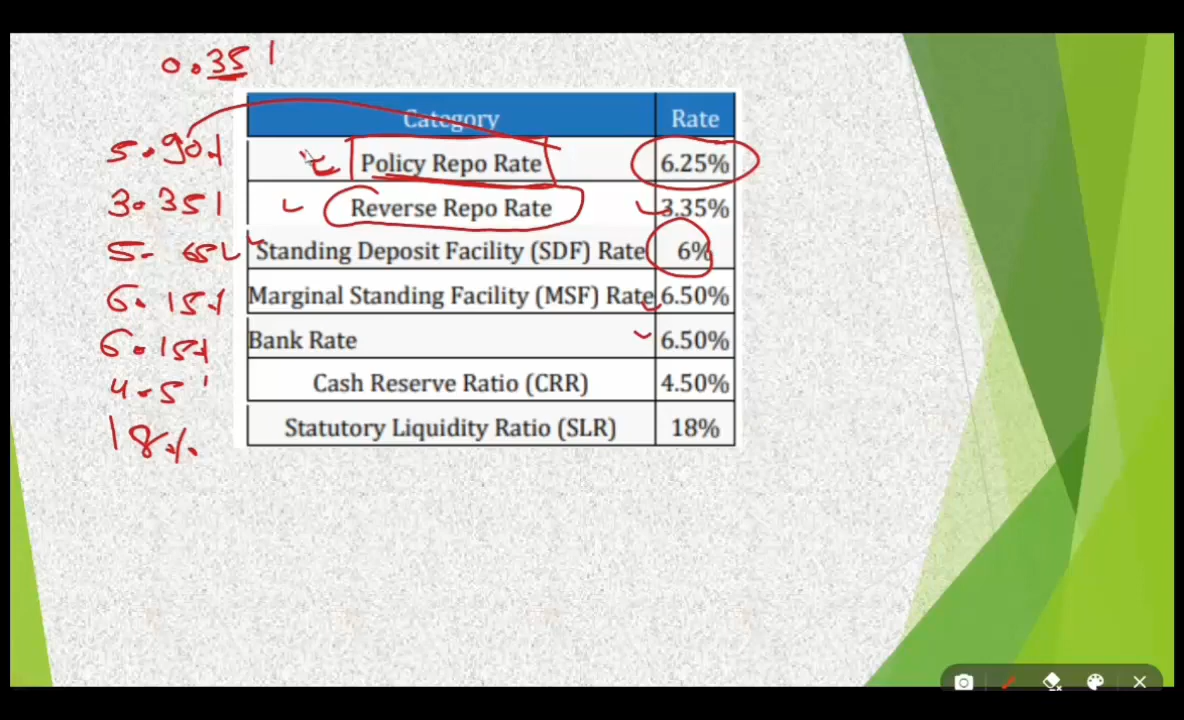 0.35%
Category Rate
5.90% Policy Repo Rate 6.25%
3.35% Reverse Repo Rate 3.35%
5.65% Standing Deposit Facility (SDF) Rate 6%
6.15% Marginal Standing Facility (MSF) Rate 6.50%
6.15% Bank Rate 6.50%
4.5 Cash Reserve Ratio (CRR) 4.50%
18% Statutory Liquidity Ratio (SLR) 18%